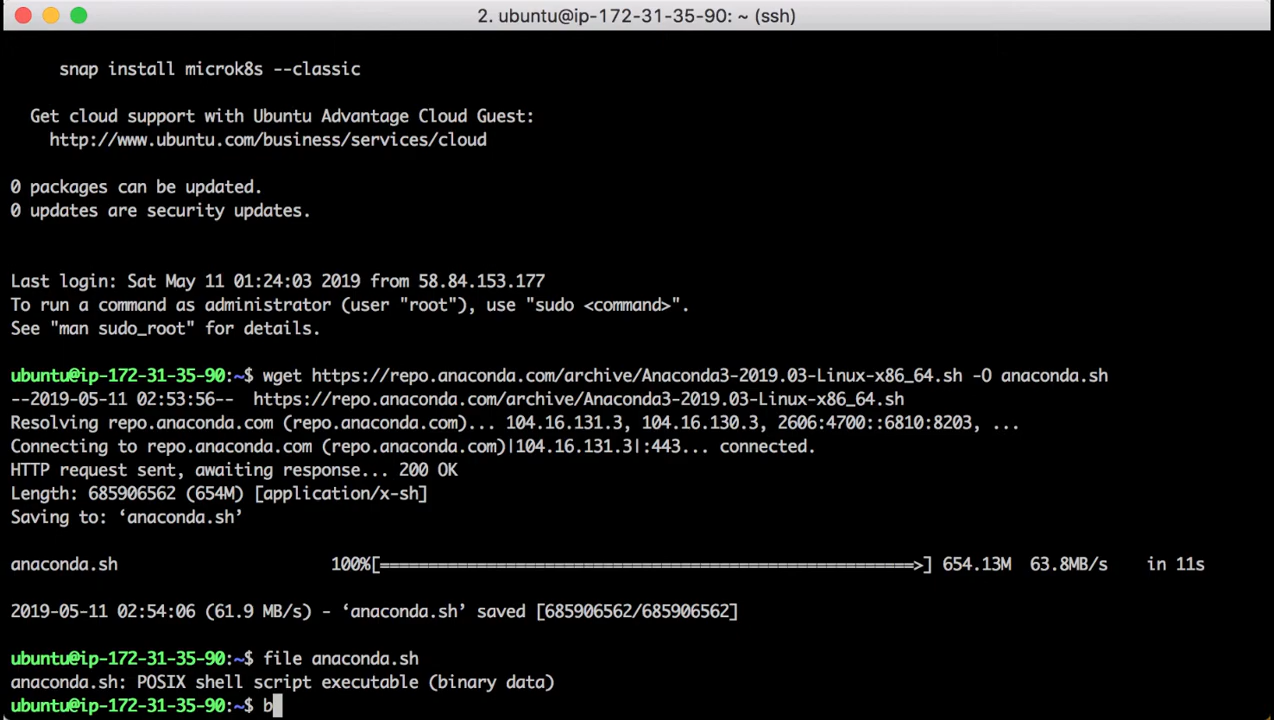 2. ubuntu@ip-172-31-35-90: ~ (ssh)
snap install microk8s --classic
Get cloud support with Ubuntu Advantage Cloud Guest:
http://www.ubuntu.com/business/services/cloud
0 packages can be updated.
0 updates are security updates.
Last login: Sat May 11 01:24:03 2019 from 58.84.153.177
To run a command as administrator (user "root"), use "sudo <command>".
See "man sudo_root" for details.
ubuntu@ip-172-31-35-90:~$ wget https://repo.anaconda.com/archive/Anaconda3-2019.03-Linux-x86_64.sh -O anaconda.sh
--2019-05-11 02:53:56--  https://repo.anaconda.com/archive/Anaconda3-2019.03-Linux-x86_64.sh
Resolving repo.anaconda.com (repo.anaconda.com)... 104.16.131.3, 104.16.130.3, 2606:4700::6810:8203, ...
Connecting to repo.anaconda.com (repo.anaconda.com)|104.16.131.3|:443... connected.
HTTP request sent, awaiting response... 200 OK
Length: 685906562 (654M) [application/x-sh]
Saving to: ‘anaconda.sh’
anaconda.sh 100%[=======================================================>] 654.13M 63.8MB/s in 11s
2019-05-11 02:54:06 (61.9 MB/s) - ‘anaconda.sh’ saved [685906562/685906562]
ubuntu@ip-172-31-35-90:~$ file anaconda.sh
anaconda.sh: POSIX shell script executable (binary data)
ubuntu@ip-172-31-35-90:~$ b